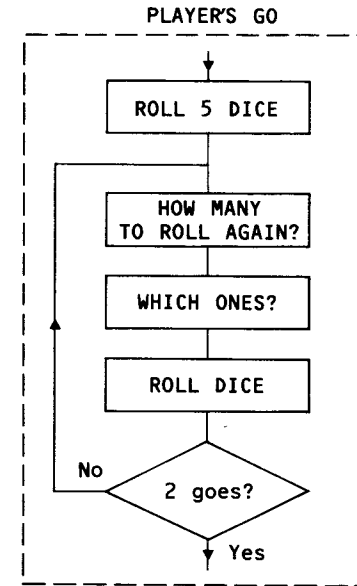 PLAYER'S GO
ROLL 5 DICE
HOW MANY
TO ROLL AGAIN?
WHICH ONES?
ROLL DICE
No
2 goes?
Yes